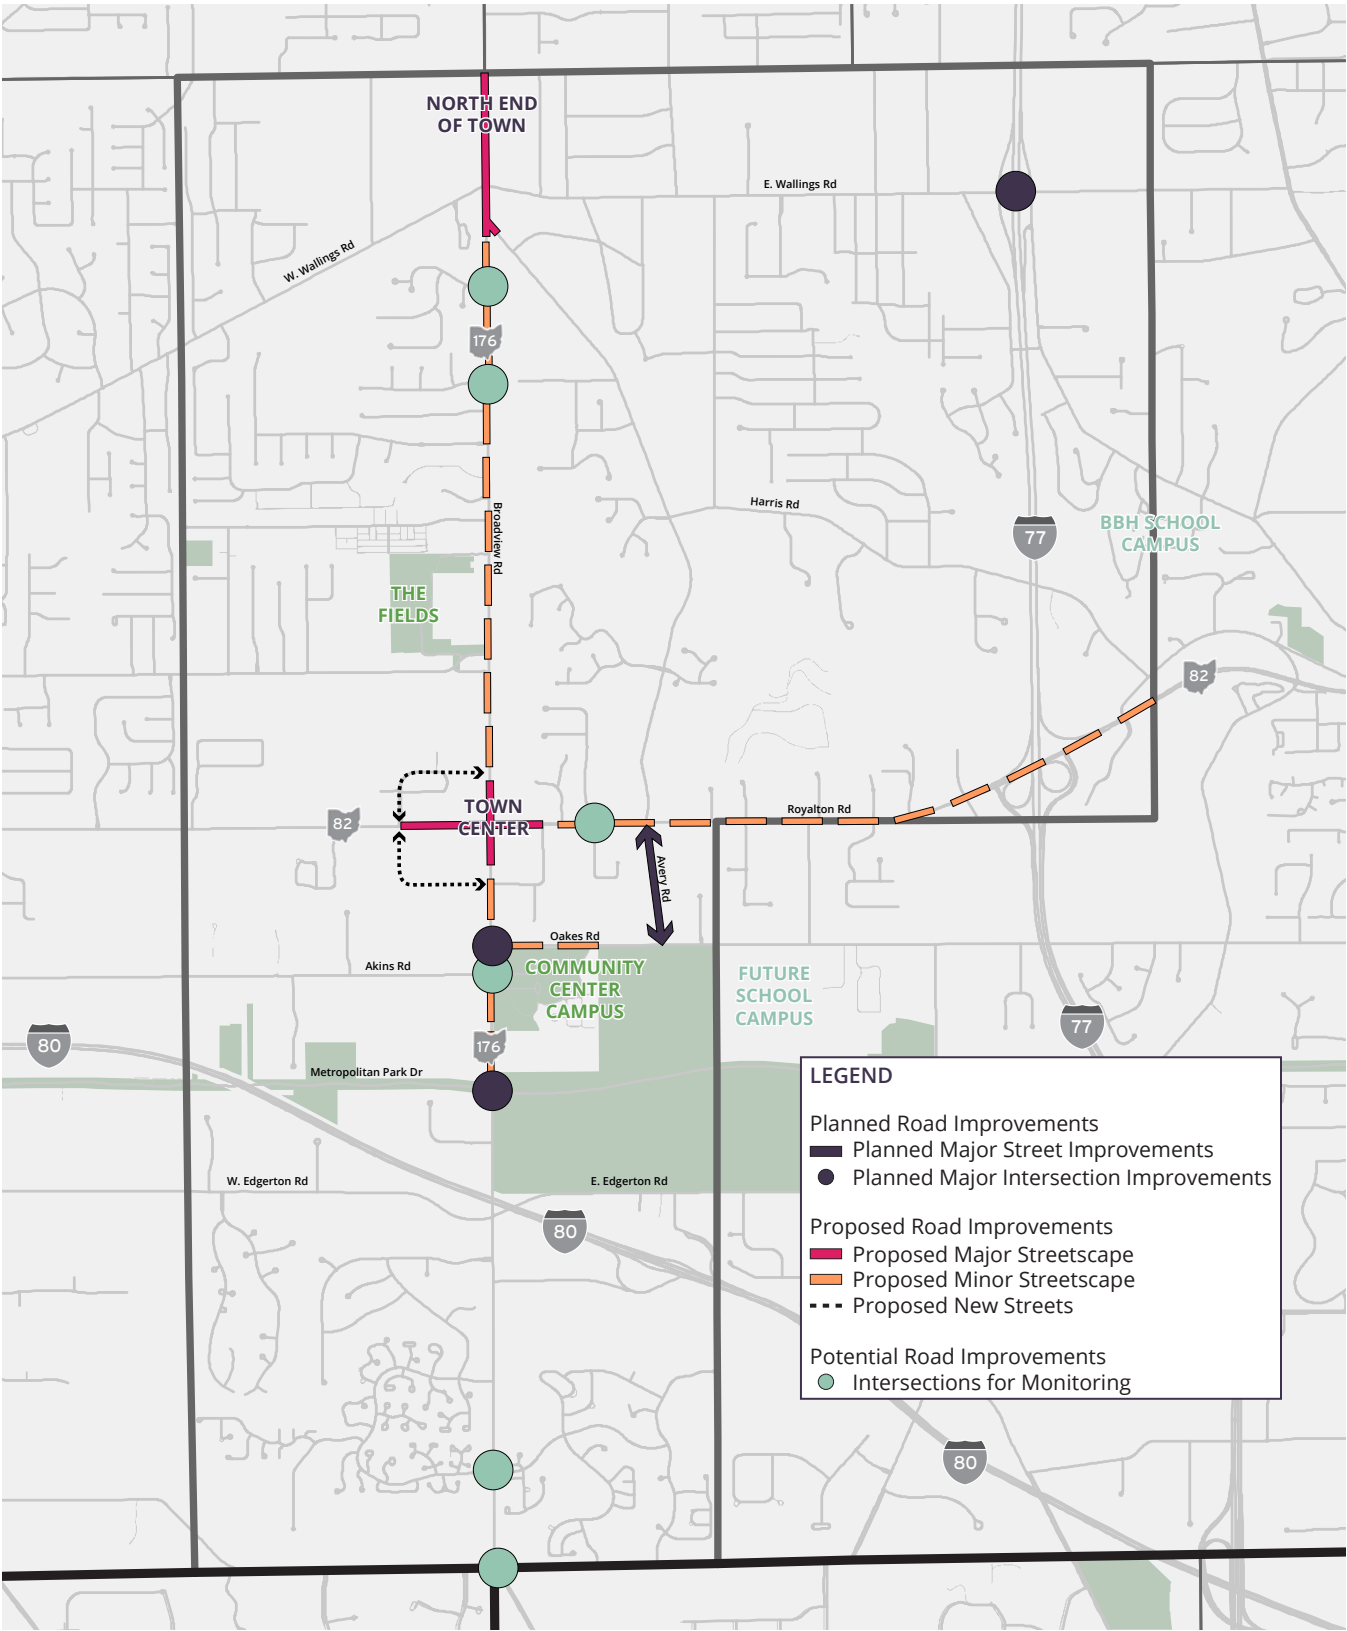 NORTH END
OF TOWN
E. Wallings Rd
W. Wallings Rd
176
Broadview Rd
Harris Rd
77
BBH SCHOOL
CAMPUS
THE
FIELDS
82
TOWN
CENTER
82
Royalton Rd
Avery Rd
Oakes Rd
Akins Rd
COMMUNITY
CENTER
CAMPUS
FUTURE
SCHOOL
CAMPUS
77
80
176
Metropolitan Park Dr
W. Edgerton Rd
E. Edgerton Rd
80
LEGEND
Planned Road Improvements
Planned Major Street Improvements
Planned Major Intersection Improvements
Proposed Road Improvements
Proposed Major Streetscape
Proposed Minor Streetscape
Proposed New Streets
Potential Road Improvements
Intersections for Monitoring
80